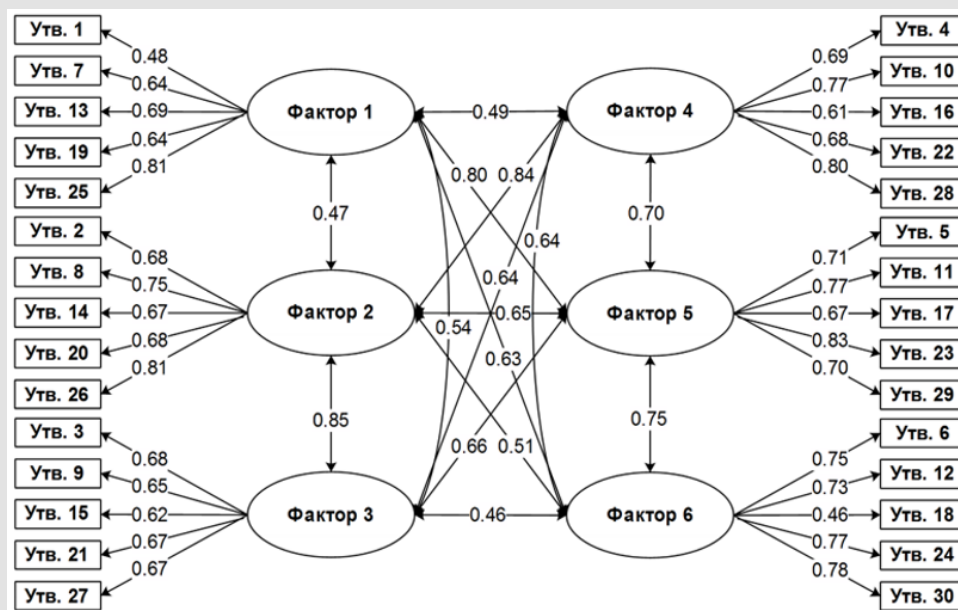 Утв. 1
Утв. 7
Утв. 13
Утв. 19
Утв. 25
0.48
0.64
0.69
0.64
0.81
Фактор 1
Утв. 2
Утв. 8
Утв. 14
Утв. 20
Утв. 26
0.68
0.75
0.67
0.68
0.81
Фактор 2
Утв. 3
Утв. 9
Утв. 15
Утв. 21
Утв. 27
0.68
0.65
0.62
0.67
0.67
Фактор 3
0.47
0.85
0.49
0.80
0.84
0.64
0.64
0.65
0.54
0.63
0.66
0.51
0.46
Фактор 4
0.69
0.77
0.61
0.68
0.80
Утв. 4
Утв. 10
Утв. 16
Утв. 22
Утв. 28
0.70
Фактор 5
0.71
0.77
0.67
0.83
0.70
Утв. 5
Утв. 11
Утв. 17
Утв. 23
Утв. 29
0.75
Фактор 6
0.75
0.73
0.46
0.77
0.78
Утв. 6
Утв. 12
Утв. 18
Утв. 24
Утв. 30